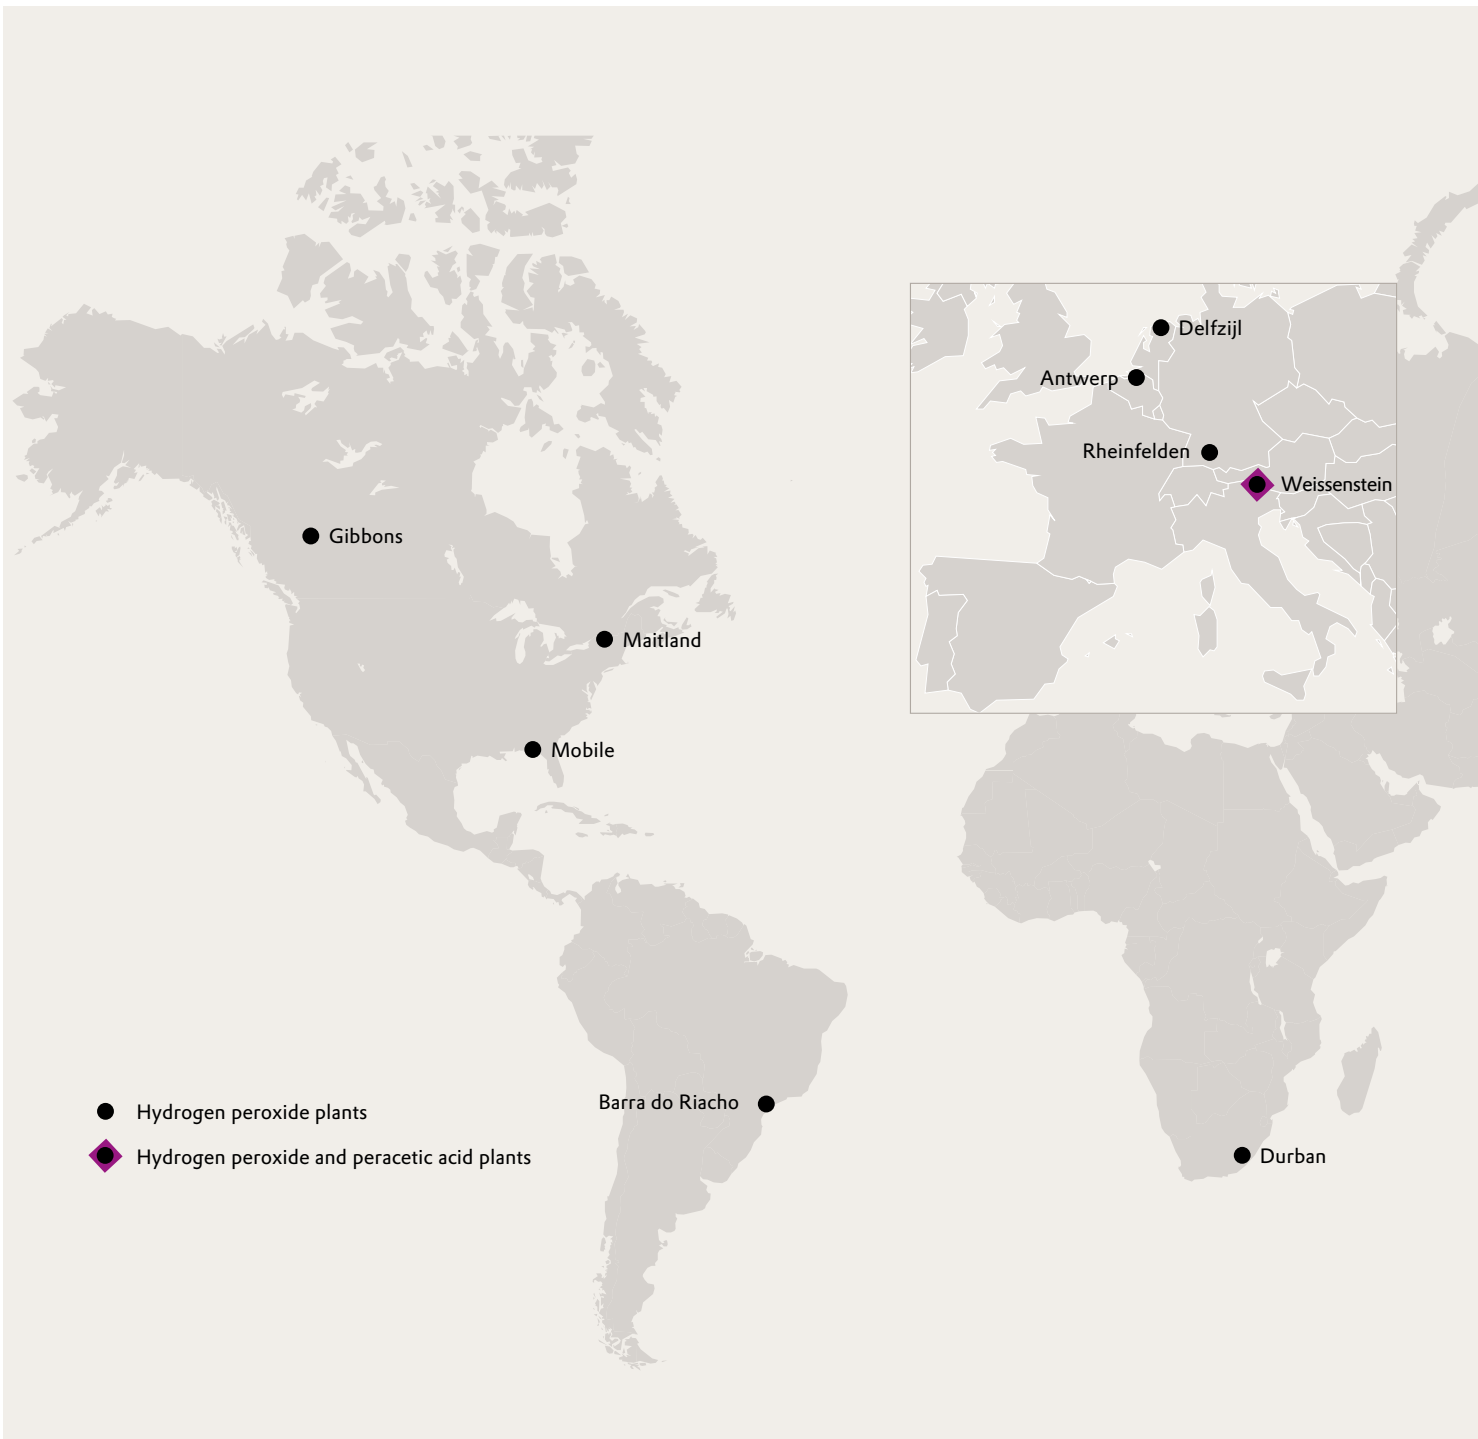 Delfzijl
Antwerp
Rheinfelden
Weissenstein
Gibbons
Maitland
Mobile
Barra do Riacho
Durban
Hydrogen peroxide plants
Hydrogen peroxide and peracetic acid plants